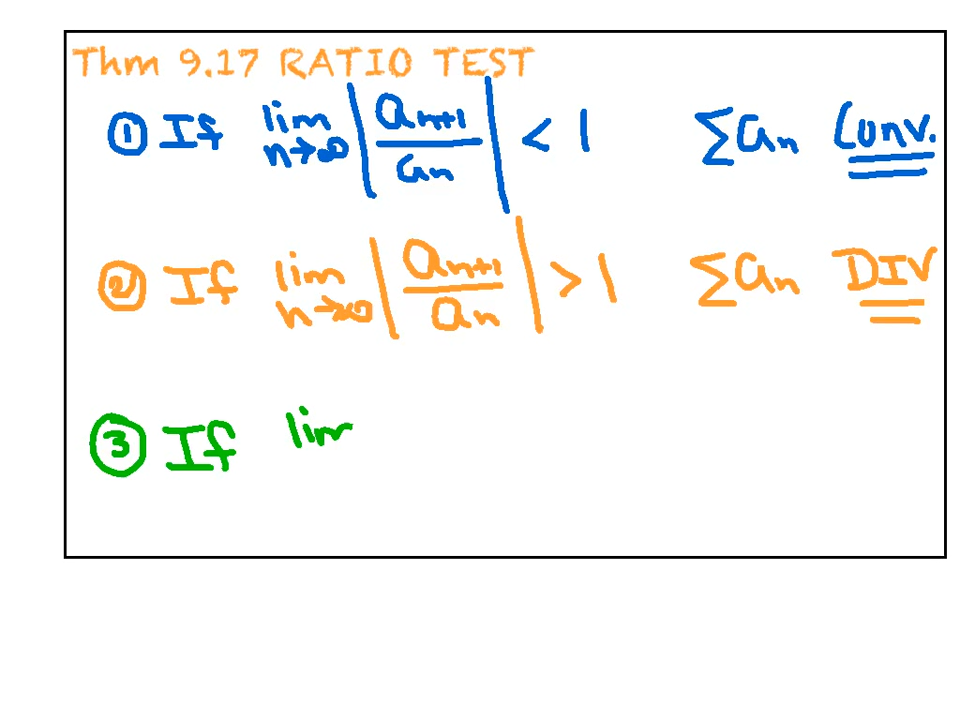 Thm 9.17 RATIO TEST
① If lim n→∞ |an+1 / an| < 1 ∑an Conv.
② If lim n→∞ |an+1 / an| > 1 ∑an DIV
③ If lim